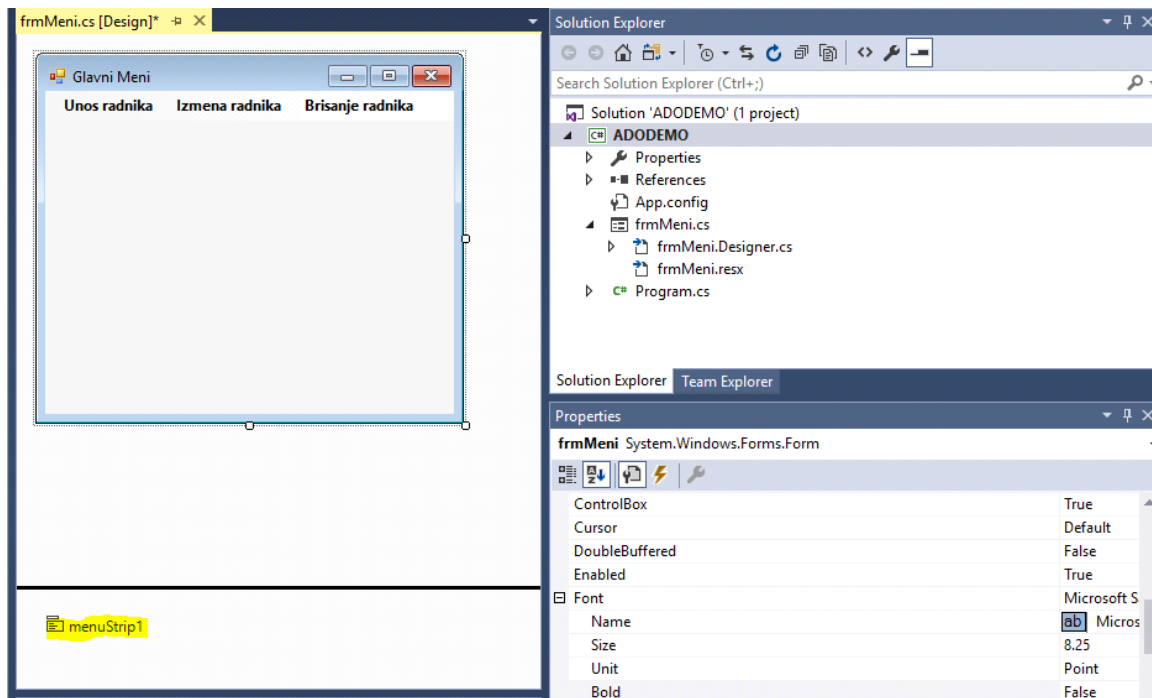 frmMeni.cs [Design]*
Glavni Meni
Unos radnika Izmena radnika Brisanje radnika
menuStrip1
Solution Explorer
Search Solution Explorer (Ctrl+;)
Solution 'ADODEMO' (1 project)
C# ADODEMO
Properties
References
App.config
frmMeni.cs
frmMeni.Designer.cs
frmMeni.resx
C# Program.cs
Solution Explorer Team Explorer
Properties
frmMeni System.Windows.Forms.Form
ControlBox True
Cursor Default
DoubleBuffered False
Enabled True
Font Microsoft S
Name ab Micros
Size 8.25
Unit Point
Bold False